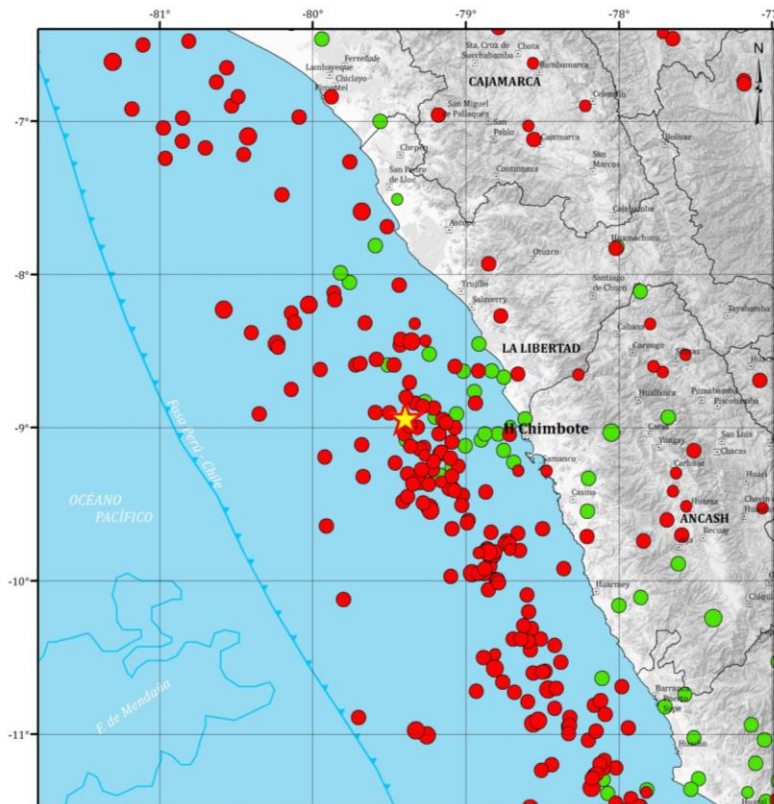 -81°
-80°
-79°
-78°
N
Sta. Cruz de
Chota
Ferreñafe
Lambayeque
Chiclayo
Pimentel
Bambamarca
CAJAMARCA
Celendín
San Miguel
de Pallaques
San
Pablo
Cajamarca
-7°
Bolívar
Chepén
San
Marcos
San Pedro
de Lloc
Contumaza
Cajabamba
Ascope
Huamachuco
Otuzco
-8°
Santiago
de Chuco
Trujillo
Salaverry
Tayabamba
Cabana
Corongo
LA LIBERTAD
Huallanca
Pomabamba
Piscobamba
Fosa Perú - Chile
-9°
H Chimbote
Caraz
Yungay
San Luis
Chacas
Samanco
Carhuaz
Huari
OCÉANO
PACÍFICO
Casma
Huaraz
ANCASH
Recuay
-10°
Huarmey
F. de Mendaña
Barranca
Puerto
Supe
-11°
Huacho